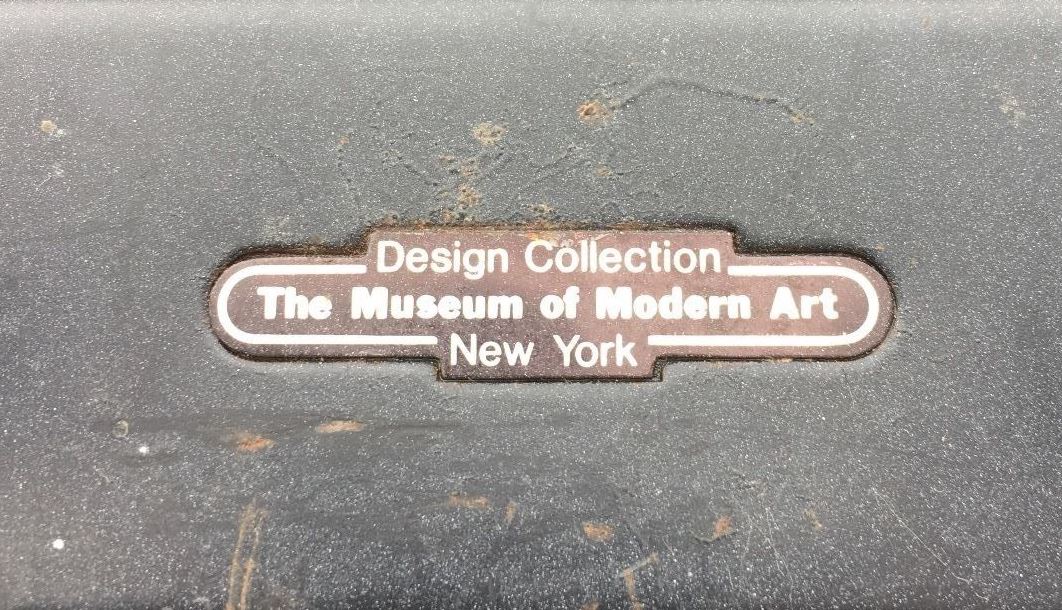 Design Collection
The Museum of Modern Art
New York